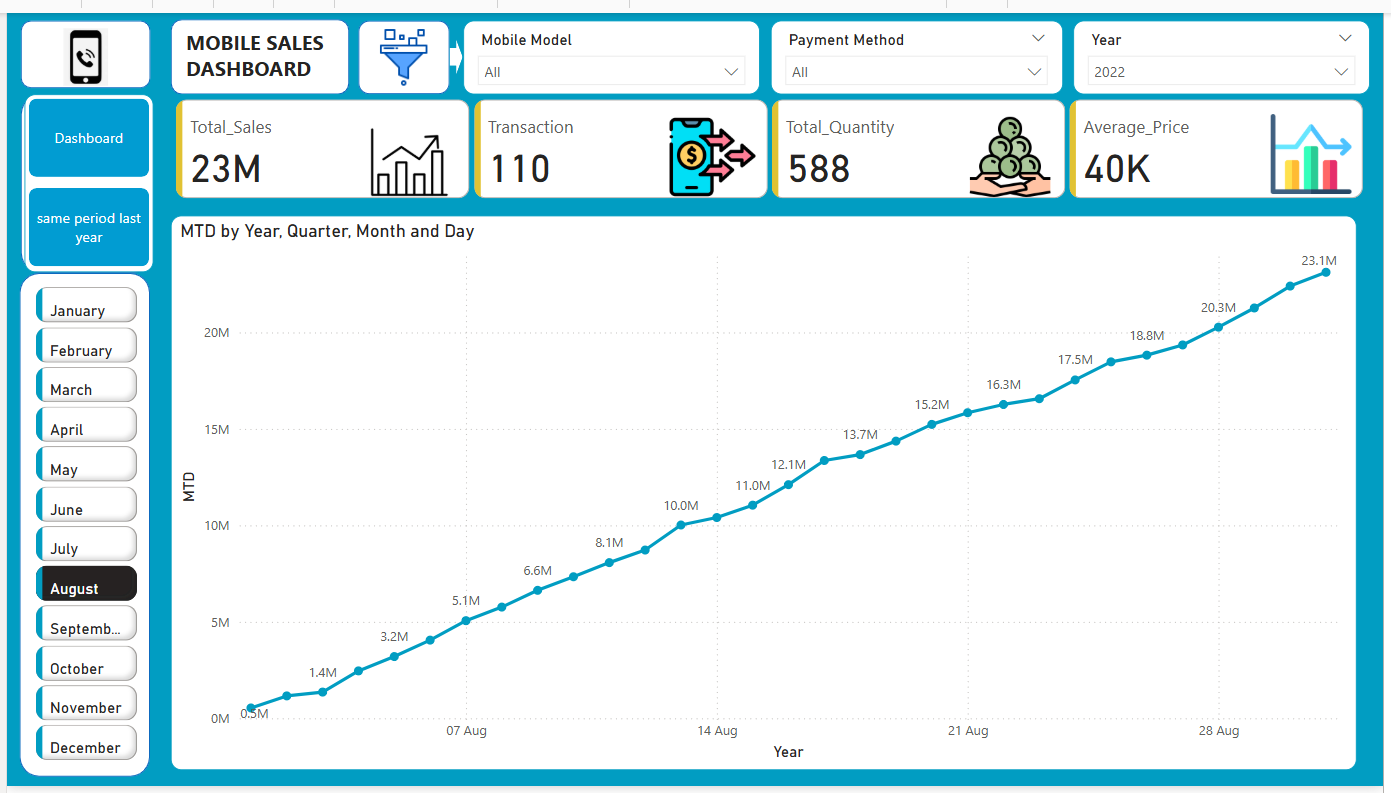 MOBILE SALES
DASHBOARD
Mobile Model
All
Payment Method
All
Year
2022
Dashboard
same period last
year
Total_Sales
23M
Transaction
110
$
Total_Quantity
588
Average_Price
40K
January
February
March
April
May
June
July
August
Septemb...
October
November
December
MTD by Year, Quarter, Month and Day
MTD
20M
15M
10M
5M
0M
0.5M
1.4M
3.2M
5.1M
6.6M
8.1M
10.0M
11.0M
12.1M
13.7M
15.2M
16.3M
17.5M
18.8M
20.3M
23.1M
07 Aug
14 Aug
21 Aug
28 Aug
Year